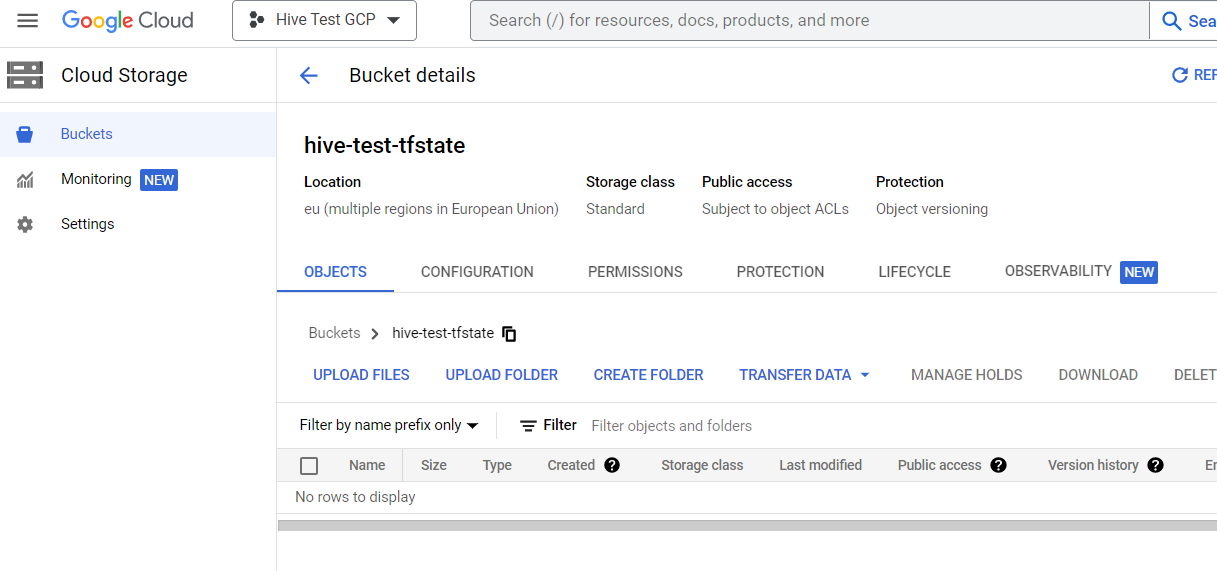 Google Cloud
Hive Test GCP
Search (/) for resources, docs, products, and more
Sea
Cloud Storage
Bucket details
REF
Buckets
Monitoring NEW
Settings
hive-test-tfstate
Location Storage class Public access Protection
eu (multiple regions in European Union) Standard Subject to object ACLs Object versioning
OBJECTS CONFIGURATION PERMISSIONS PROTECTION LIFECYCLE OBSERVABILITY NEW
Buckets hive-test-tfstate
UPLOAD FILES UPLOAD FOLDER CREATE FOLDER TRANSFER DATA MANAGE HOLDS DOWNLOAD DELET
Filter by name prefix only Filter Filter objects and folders
Name Size Type Created ? Storage class Last modified Public access ? Version history ? En
No rows to display